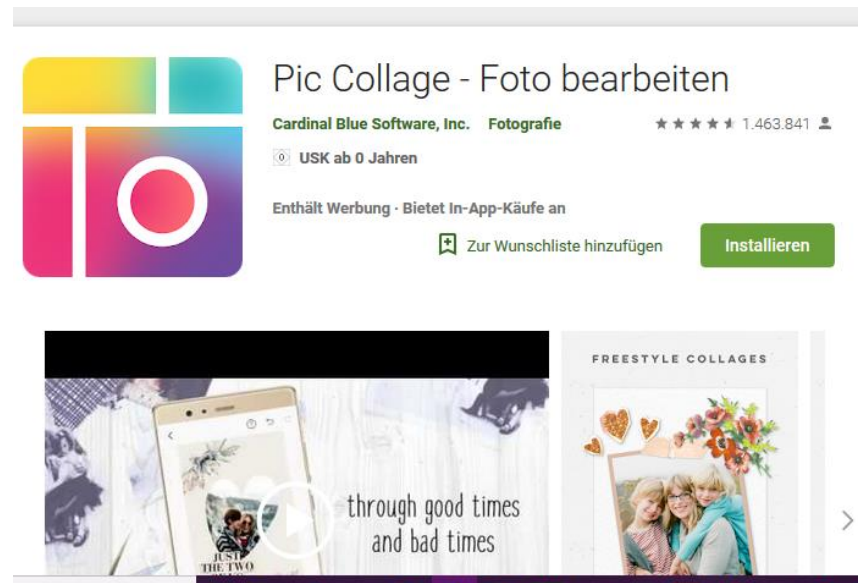 Pic Collage - Foto bearbeiten
Cardinal Blue Software, Inc. Fotografie 1.463.841
0 USK ab 0 Jahren
Enthält Werbung · Bietet In-App-Käufe an
Zur Wunschliste hinzufügen Installieren
FREESTYLE COLLAGES
through good times
and bad times
JUST
THE TWO